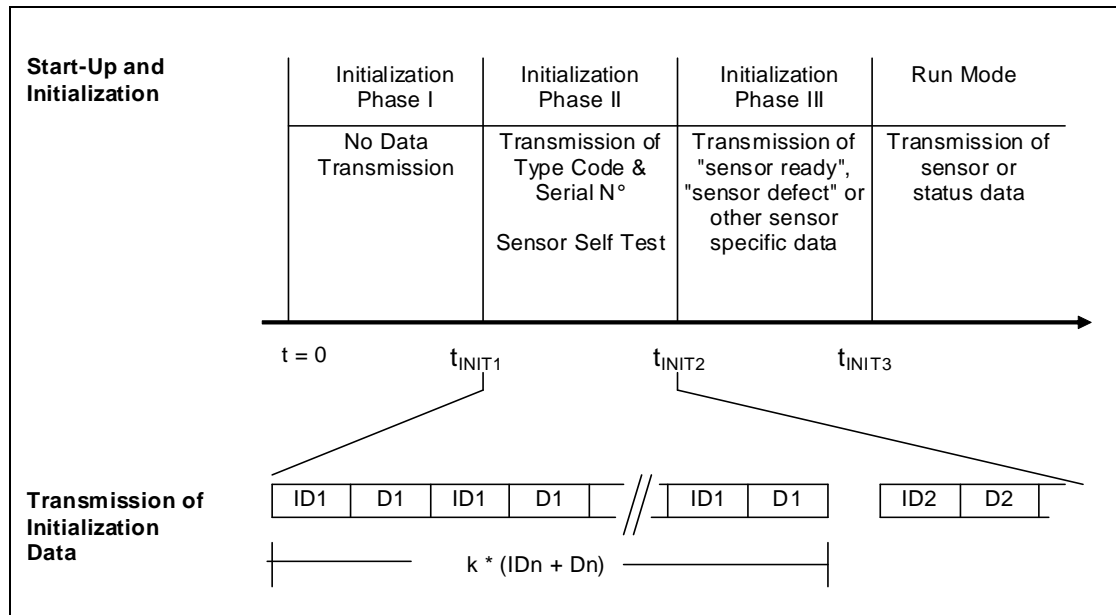 Start-Up and
Initialization
Initialization
Phase I
Initialization
Phase II
Initialization
Phase III
Run Mode
No Data
Transmission
Transmission of
Type Code &
Serial N°
Sensor Self Test
Transmission of
"sensor ready",
"sensor defect" or
other sensor
specific data
Transmission of
sensor or
status data
t = 0
tINIT1
tINIT2
tINIT3
Transmission of
Initialization
Data
ID1 D1 ID1 D1 ID1 D1 ID2 D2
k * (IDn + Dn)